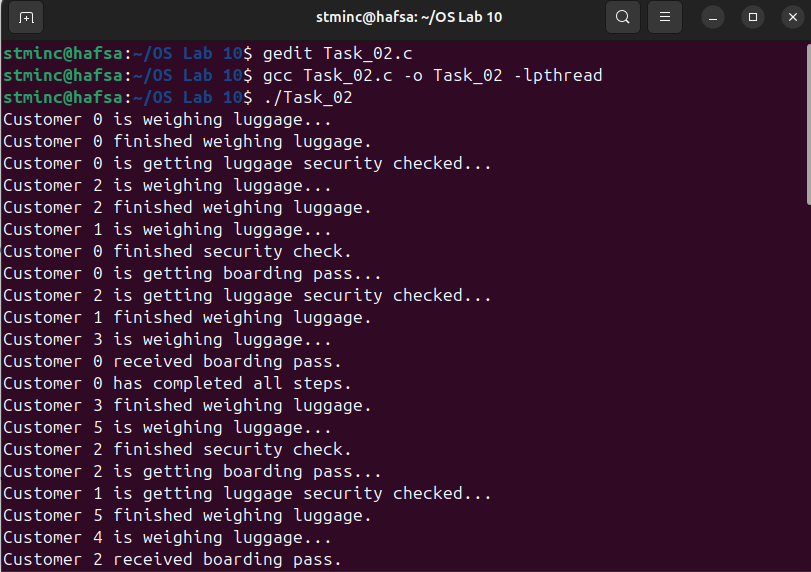 stminc@hafsa: ~/OS Lab 10
stminc@hafsa:~/OS Lab 10$ gedit Task_02.c
stminc@hafsa:~/OS Lab 10$ gcc Task_02.c -o Task_02 -lpthread
stminc@hafsa:~/OS Lab 10$ ./Task_02
Customer 0 is weighing luggage...
Customer 0 finished weighing luggage.
Customer 0 is getting luggage security checked...
Customer 2 is weighing luggage...
Customer 2 finished weighing luggage.
Customer 1 is weighing luggage...
Customer 0 finished security check.
Customer 0 is getting boarding pass...
Customer 2 is getting luggage security checked...
Customer 1 finished weighing luggage.
Customer 3 is weighing luggage...
Customer 0 received boarding pass.
Customer 0 has completed all steps.
Customer 3 finished weighing luggage.
Customer 5 is weighing luggage...
Customer 2 finished security check.
Customer 2 is getting boarding pass...
Customer 1 is getting luggage security checked...
Customer 5 finished weighing luggage.
Customer 4 is weighing luggage...
Customer 2 received boarding pass.